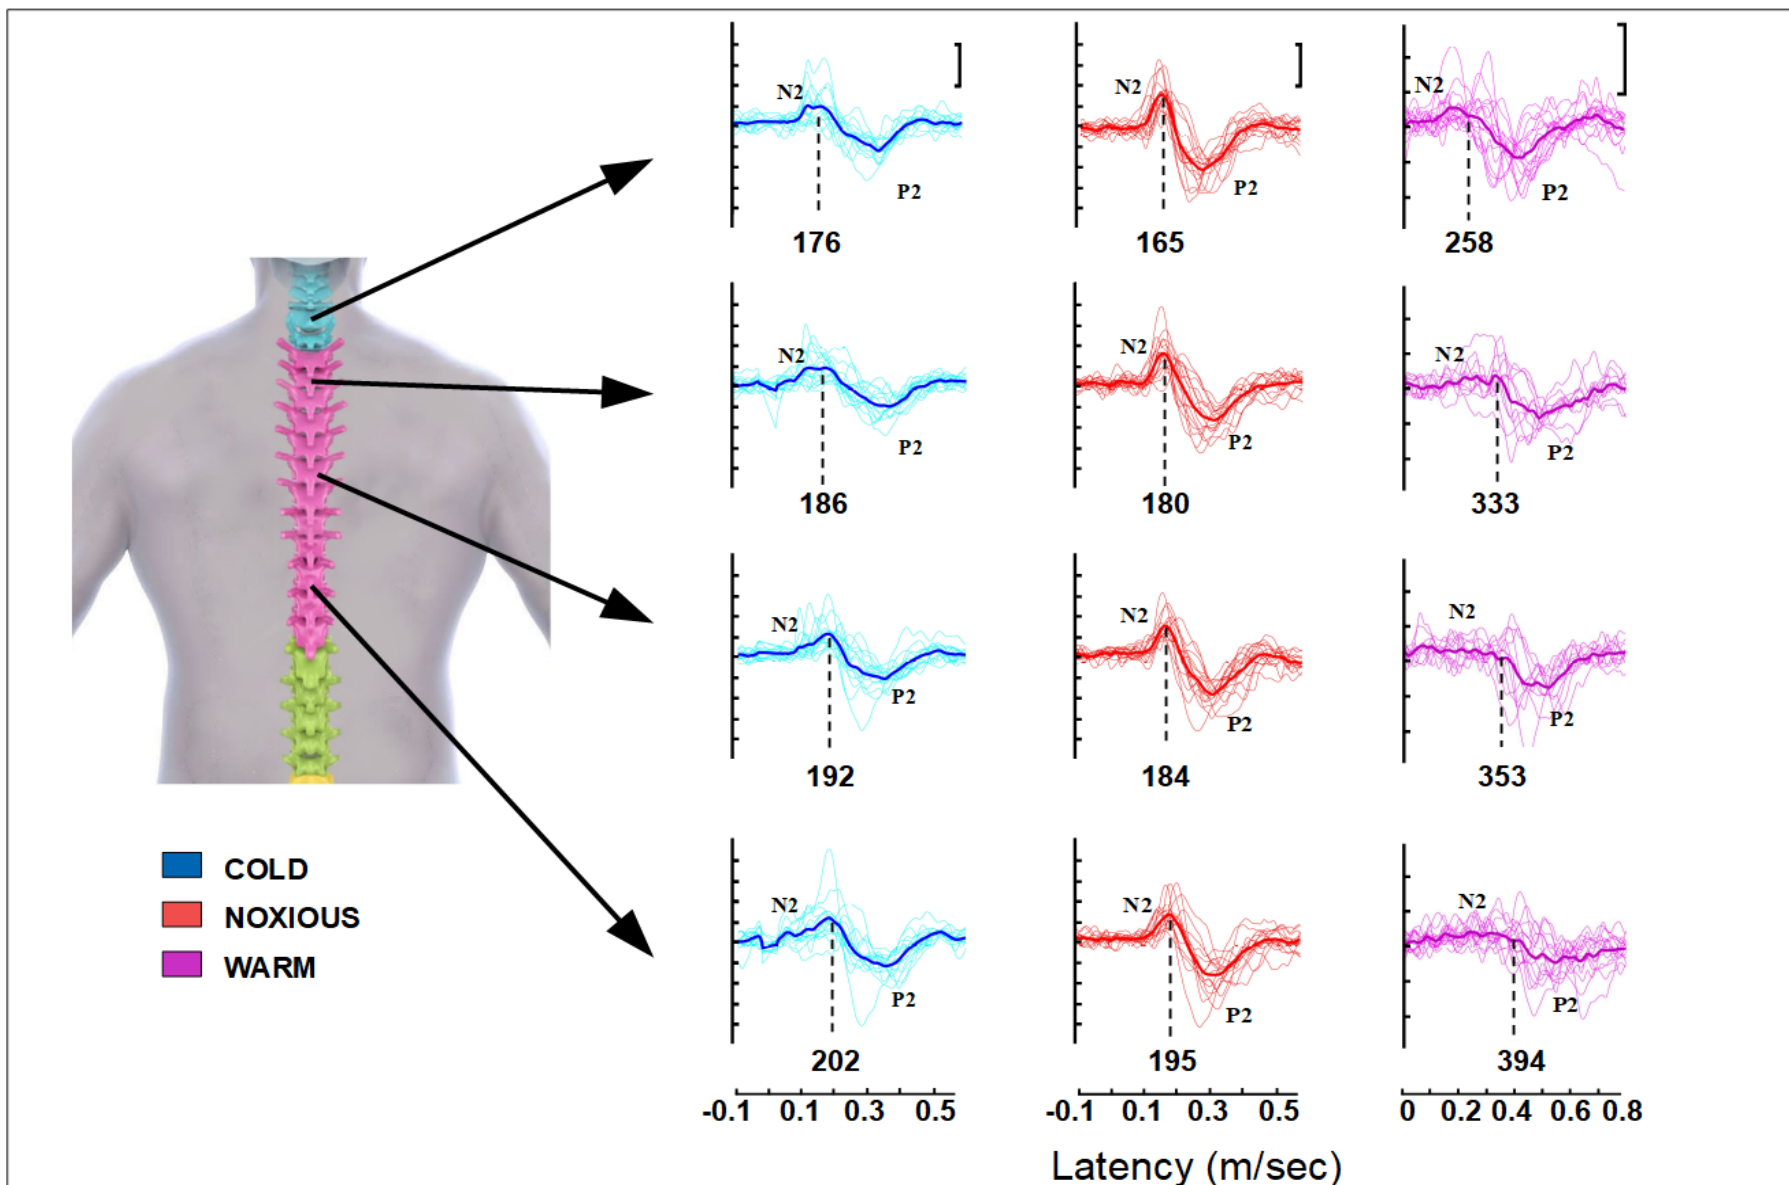 N2 P2 176
N2 P2 165
N2 P2 258
N2 P2 186
N2 P2 180
N2 P2 333
N2 P2 192
N2 P2 184
N2 P2 353
N2 P2 202
N2 P2 195
N2 P2 394
COLD
NOXIOUS
WARM
-0.1 0.1 0.3 0.5
-0.1 0.1 0.3 0.5
0 0.2 0.4 0.6 0.8
Latency (m/sec)